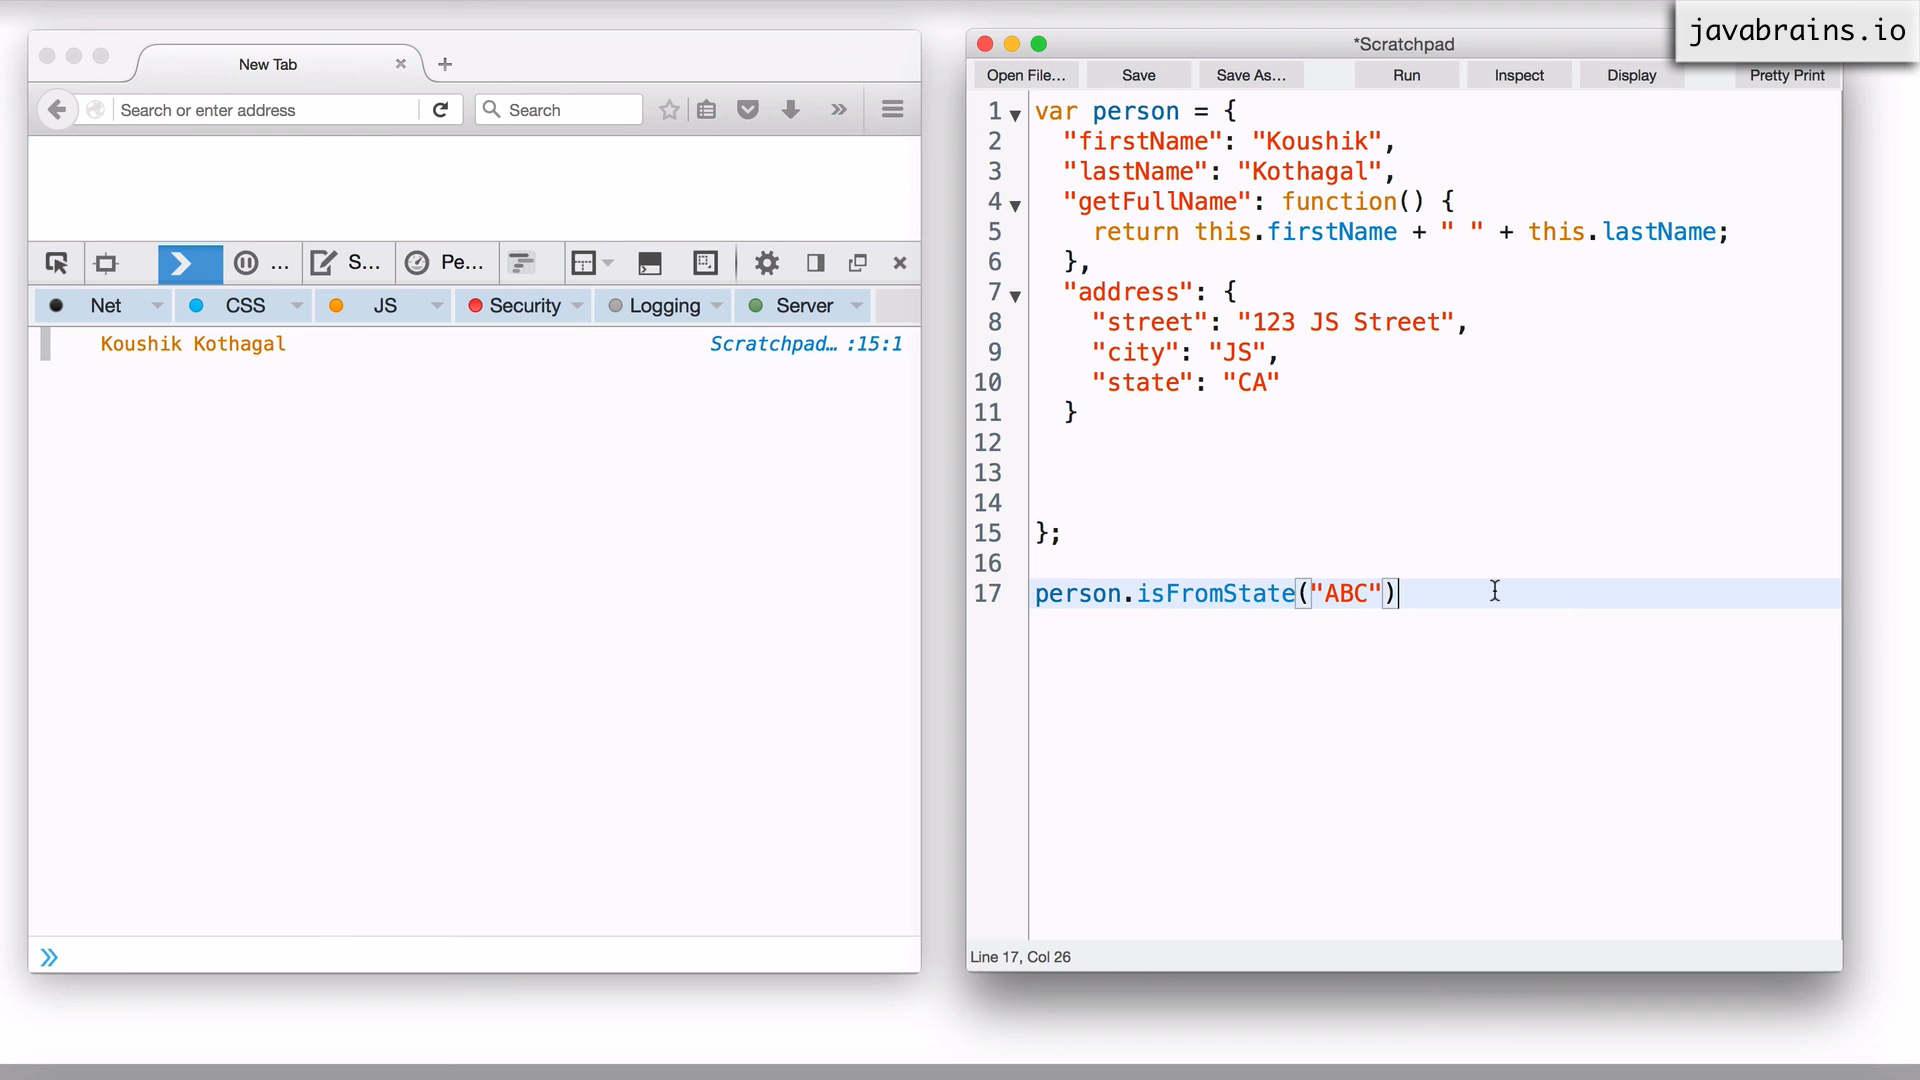 javabrains.io
New Tab
Search or enter address
Search
... S... Pe...
Net CSS JS Security Logging Server
Koushik Kothagal Scratchpad... :15:1
*Scratchpad
Open File... Save Save As... Run Inspect Display Pretty Print
1 var person = {
2 "firstName": "Koushik",
3 "lastName": "Kothagal",
4 "getFullName": function() {
5 return this.firstName + " " + this.lastName;
6 },
7 "address": {
8 "street": "123 JS Street",
9 "city": "JS",
10 "state": "CA"
11 }
12
13
14
15 };
16
17 person.isFromState("ABC")
Line 17, Col 26